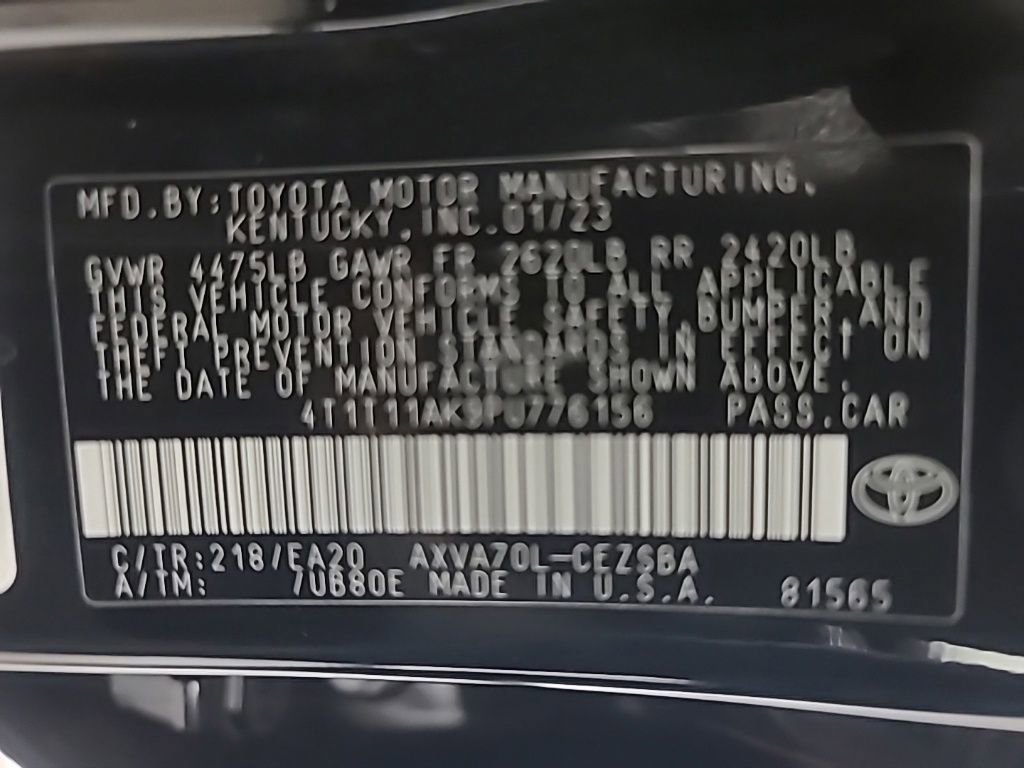 MFD.BY:TOYOTA MOTOR MANUFACTURING,
KENTUCKY,INC.01/23
GVWR 4475LB GAWR FR 2620LB RR 2420LB
THIS VEHICLE CONFORMS TO ALL APPLICABLE
FEDERAL MOTOR VEHICLE SAFETY,BUMPER,AND
THEFT PREVENTION STANDARDS IN EFFECT ON
THE DATE OF MANUFACTURE SHOWN ABOVE.
4T1T11AK9PU776156 PASS.CAR
C/TR:218/EA20 AXVA70L-CEZSBA
A/TM: /UB80E MADE IN U.S.A. 81565